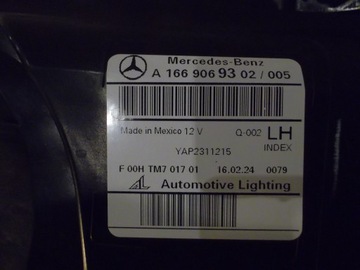 Mercedes-Benz
A 166 906 93 02 / 005
Made in Mexico 12 V
Q-002 LH
INDEX
YAP2311215
F 00H TM7 017 01 16.02.24 0079
AL Automotive Lighting